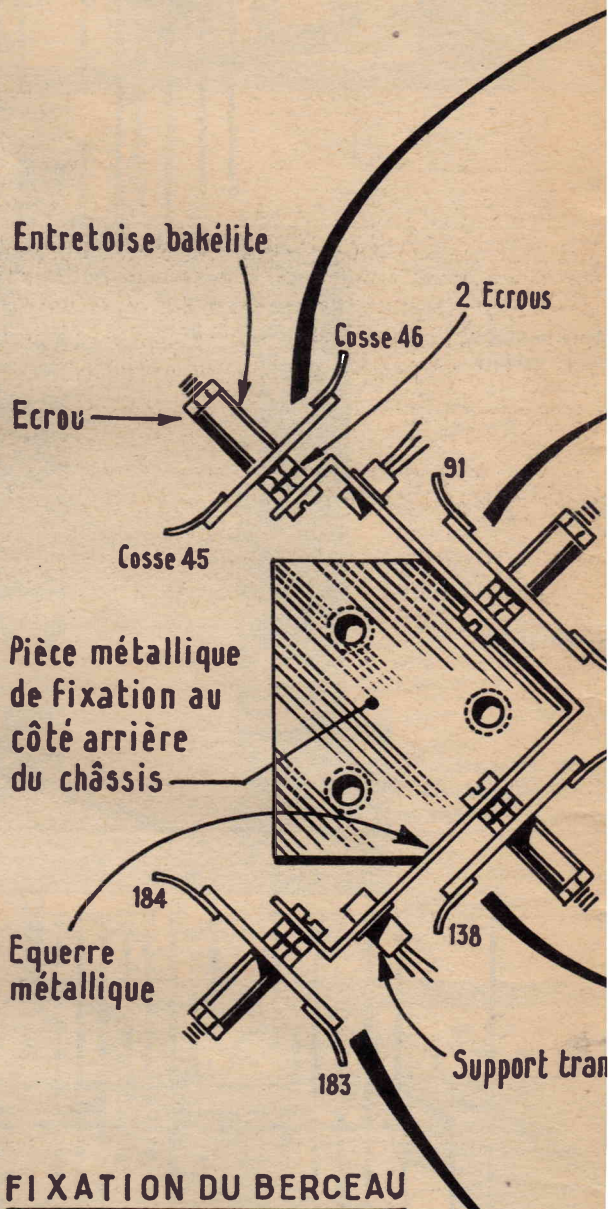 Entretoise bakélite
2 Ecrous
Cosse 46
Ecrou
91
Cosse 45
Pièce métallique
de fixation au
côté arrière
du châssis
184
138
Equerre
métallique
Support
183
FIXATION DU BERCEAU